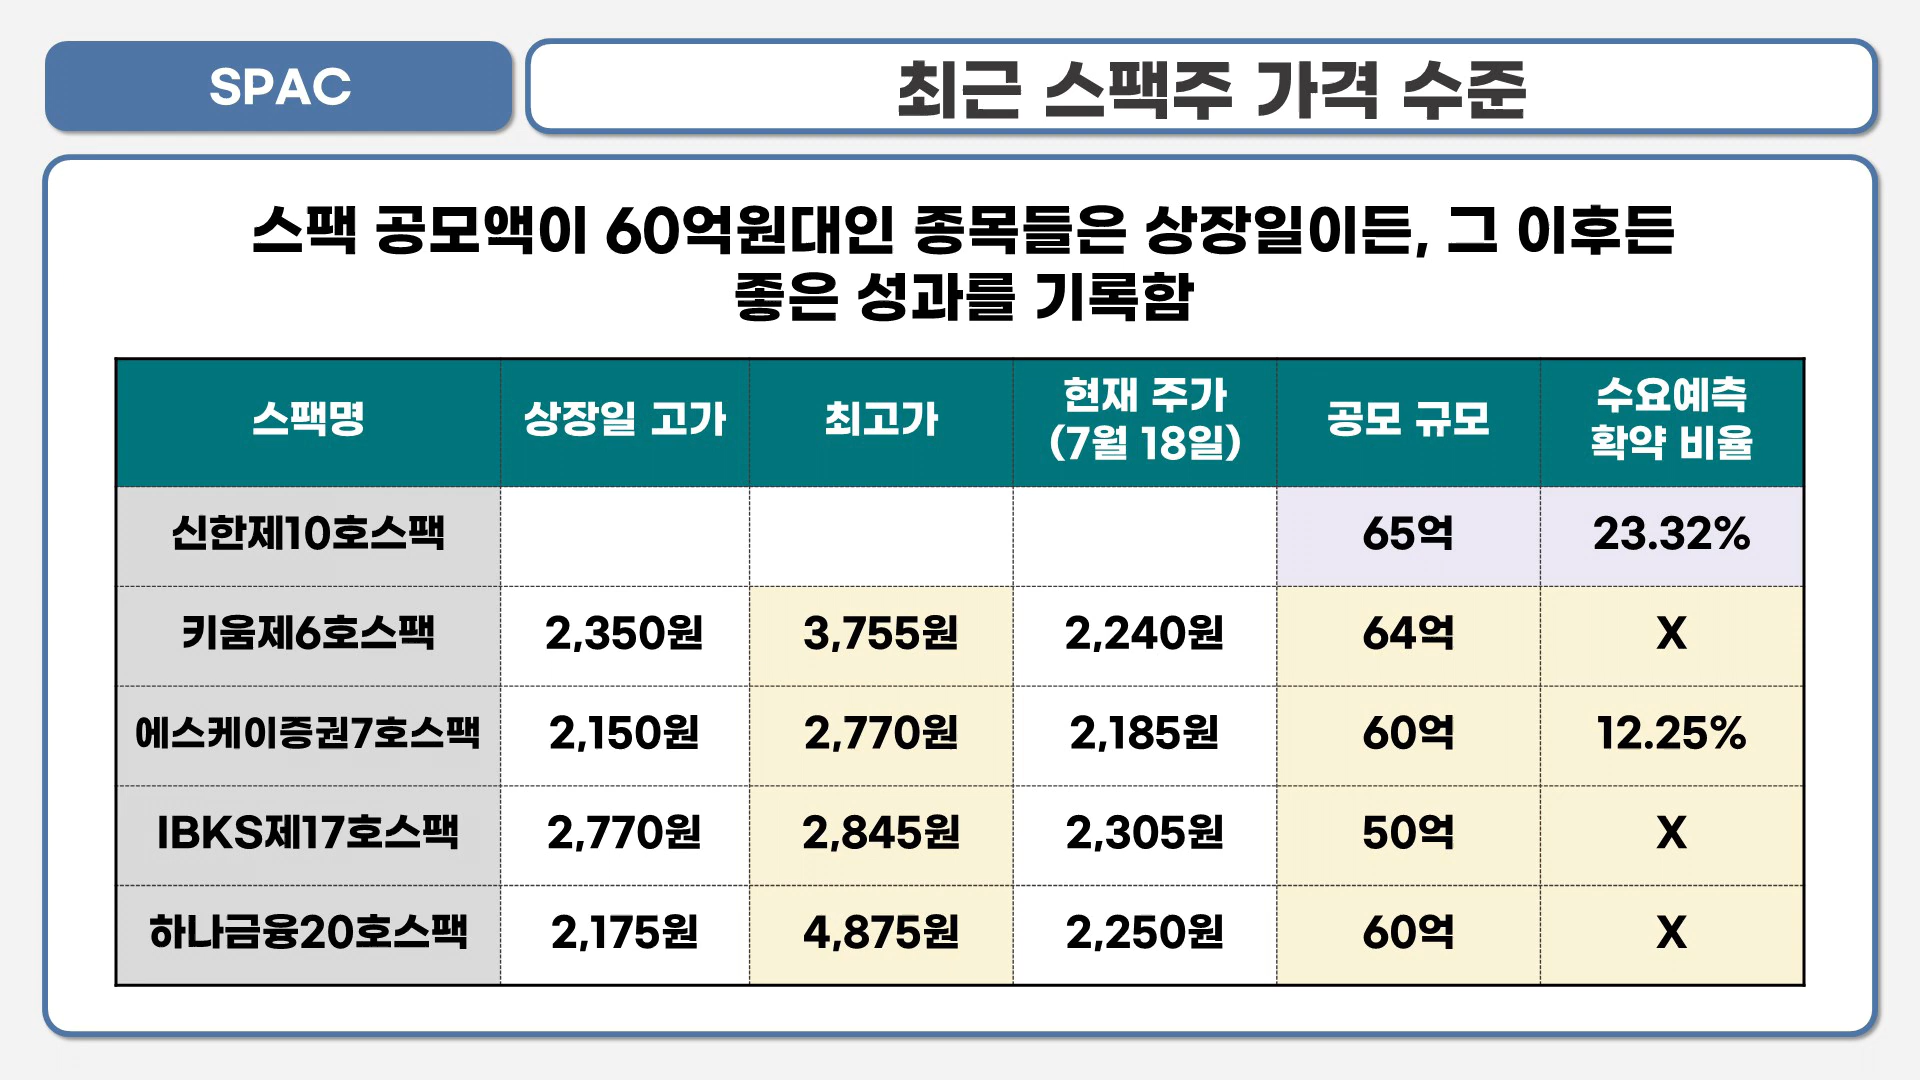 SPAC
최근 스팩주 가격 수준
스팩 공모액이 60억원대인 종목들은 상장일이든, 그 이후든
좋은 성과를 기록함
스팩명 상장일 고가 최고가 현재 주가 (7월 18일) 공모 규모 수요예측 확약 비율
신한제10호스팩 65억 23.32%
키움제6호스팩 2,350원 3,755원 2,240원 64억 X
에스케이증권7호스팩 2,150원 2,770원 2,185원 60억 12.25%
IBKS제17호스팩 2,770원 2,845원 2,305원 50억 X
하나금융20호스팩 2,175원 4,875원 2,250원 60억 X